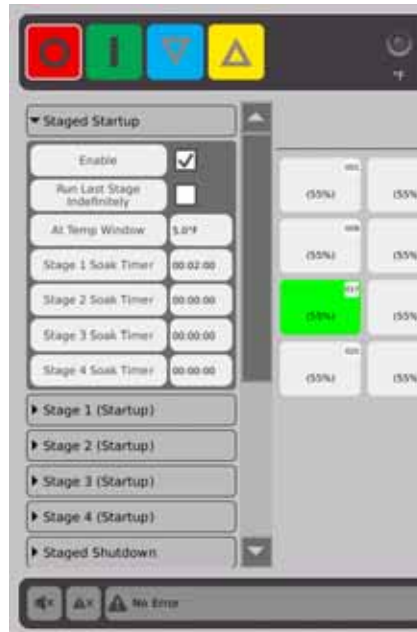 °F
Staged Startup
Enable
Run Last Stage
Indefinitely
At Temp Window 5.0°F
Stage 1 Soak Timer 00:02:00
Stage 2 Soak Timer 00:00:00
Stage 3 Soak Timer 00:00:00
Stage 4 Soak Timer 00:00:00
Stage 1 (Startup)
Stage 2 (Startup)
Stage 3 (Startup)
Stage 4 (Startup)
Staged Shutdown
001
(55%) (55%
(55%) (55%
(55%) (55%
(55%) (55%
No Error